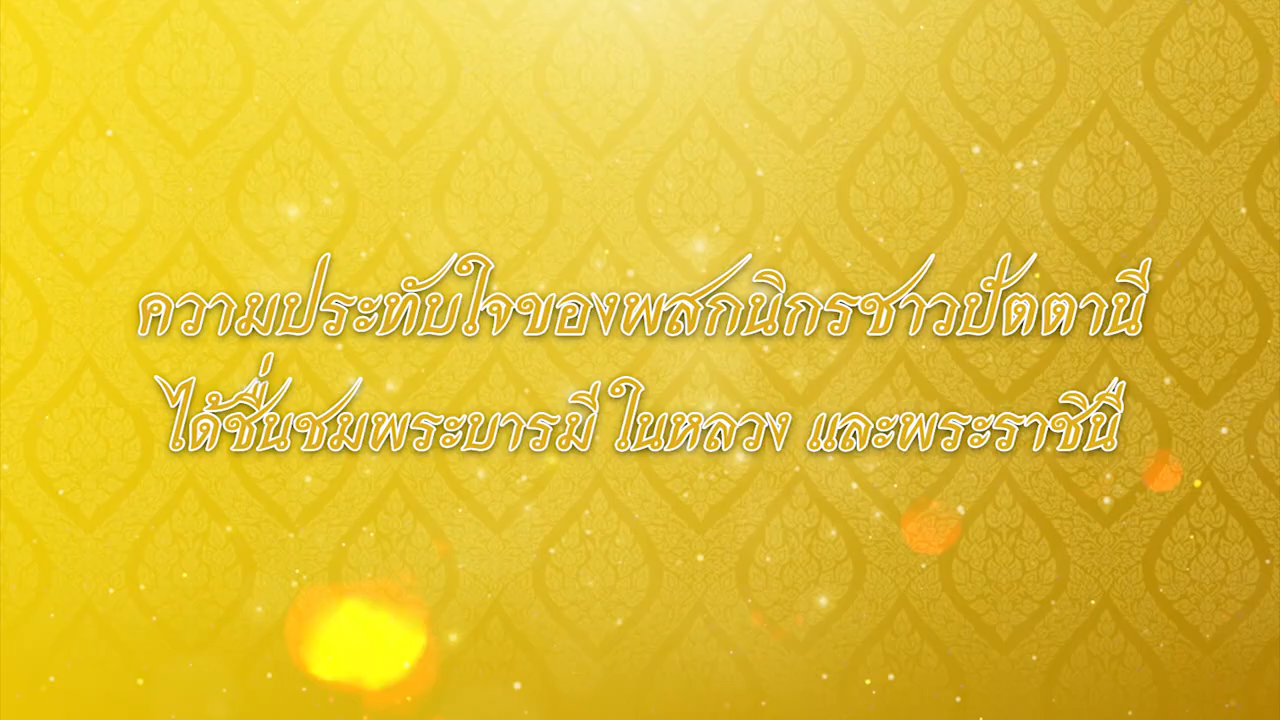 ความประทับใจของพสกนิกรชาวปัตตานี
ได้ชื่นชมพระบารมี ในหลวง และพระราชินี